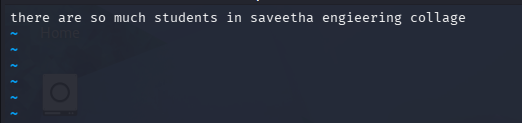 there are so much students in saveetha engieering collage
~
~ Home
~
~
~
~